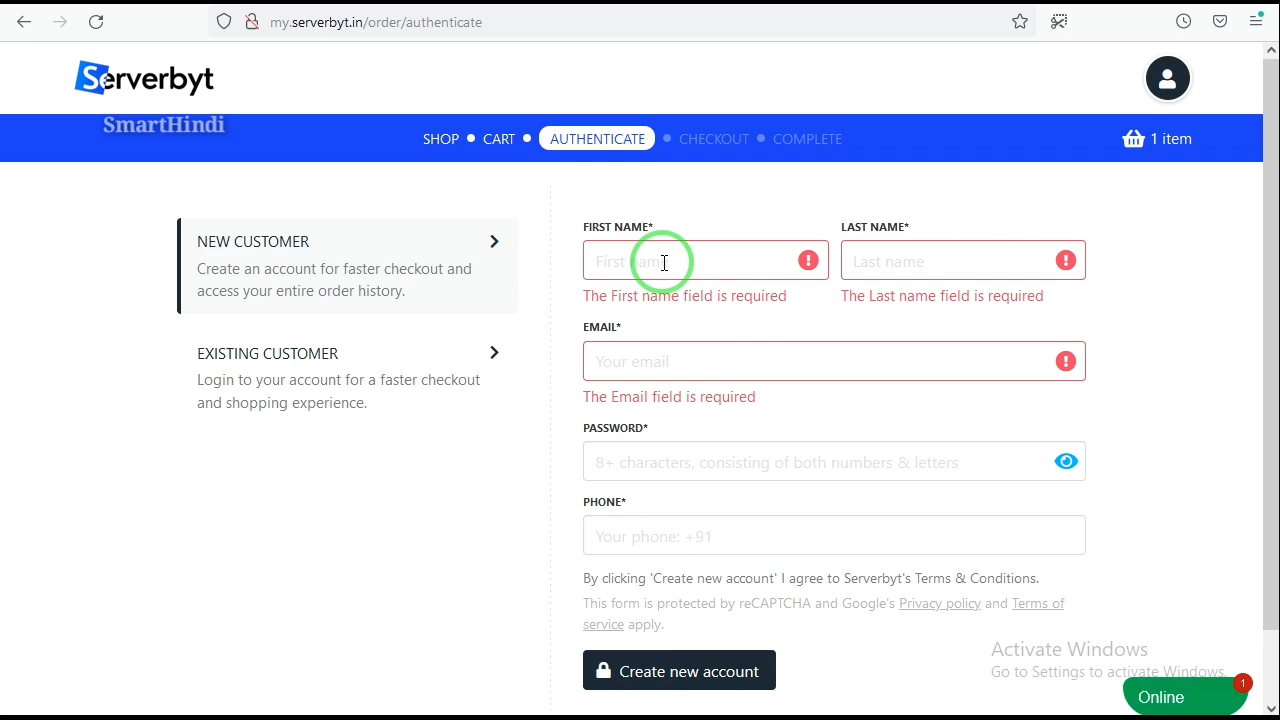 my.serverbyt.in/order/authenticate
Serverbyt
SmartHindi
SHOP CART AUTHENTICATE CHECKOUT COMPLETE
1 item
NEW CUSTOMER
Create an account for faster checkout and
access your entire order history.
EXISTING CUSTOMER
Login to your account for a faster checkout
and shopping experience.
FIRST NAME* LAST NAME*
First name Last name
The First name field is required The Last name field is required
EMAIL*
Your email
The Email field is required
PASSWORD*
8+ characters, consisting of both numbers & letters
PHONE*
Your phone: +91
By clicking 'Create new account' I agree to Serverbyt's Terms & Conditions.
This form is protected by reCAPTCHA and Google's Privacy policy and Terms of
service apply.
Create new account
Activate Windows
Go to Settings to activate Windows.
Online
1